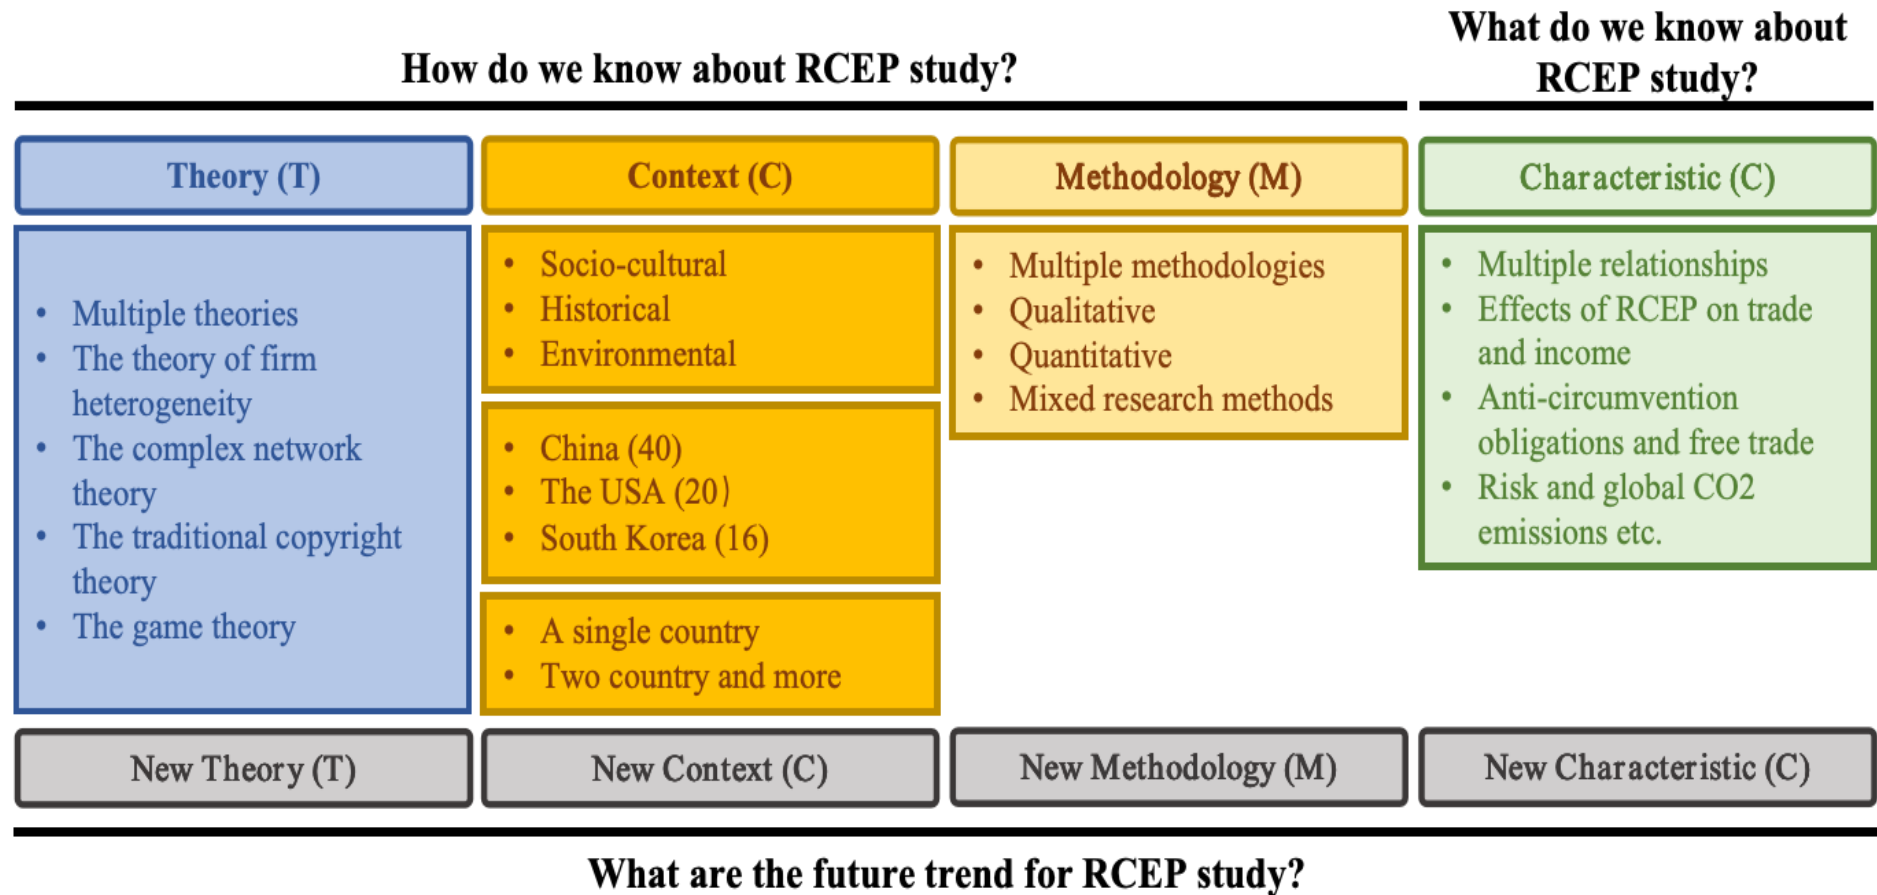 How do we know about RCEP study?
What do we know about
RCEP study?
Theory (T)
• Multiple theories
• The theory of firm
heterogeneity
• The complex network
theory
• The traditional copyright
theory
• The game theory
Context (C)
• Socio-cultural
• Historical
• Environmental
• China (40)
• The USA (20)
• South Korea (16)
• A single country
• Two country and more
Methodology (M)
• Multiple methodologies
• Qualitative
• Quantitative
• Mixed research methods
Characteristic (C)
• Multiple relationships
• Effects of RCEP on trade
and income
• Anti-circumvention
obligations and free trade
• Risk and global CO2
emissions etc.
New Theory (T)
New Context (C)
New Methodology (M)
New Characteristic (C)
What are the future trend for RCEP study?